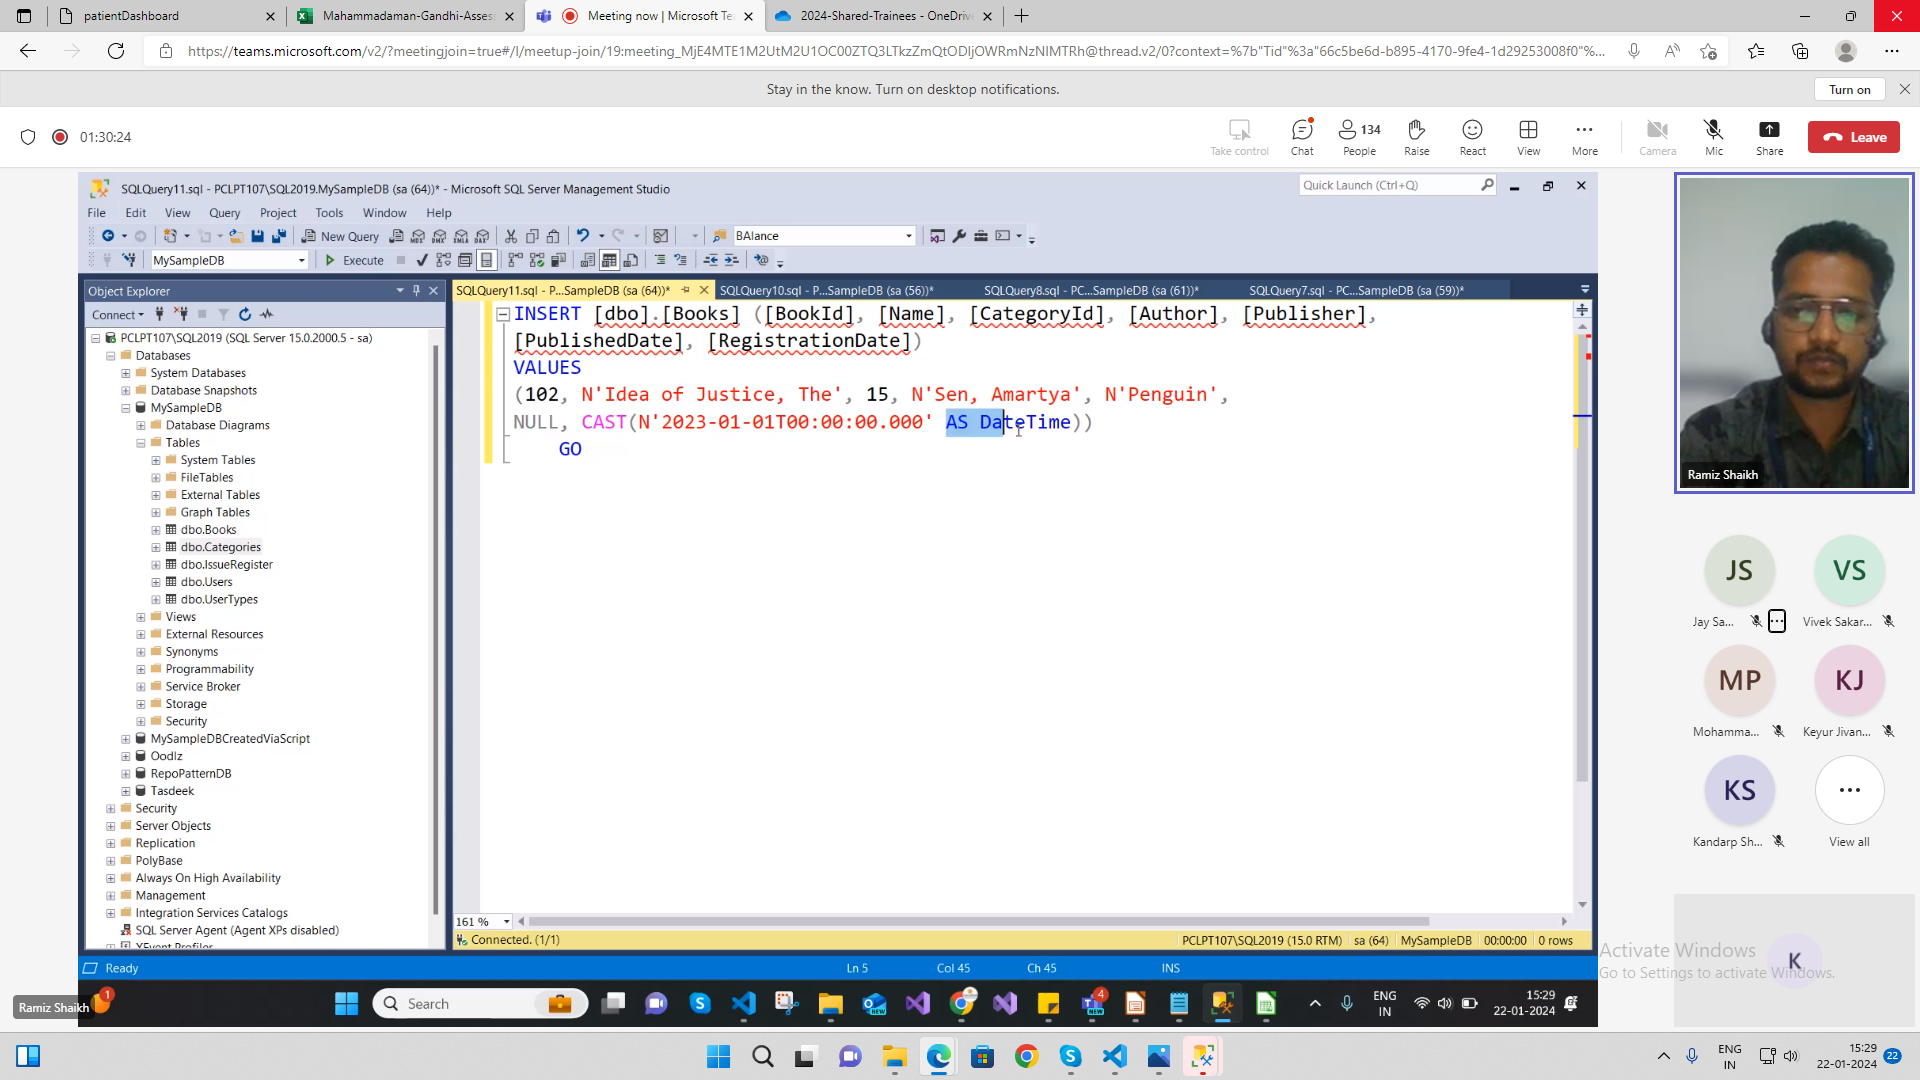 patientDashboard
Mahammadaman-Gandhi-Asses
Meeting now | Microsoft Te
2024-Shared-Trainees - OneDriv
https://teams.microsoft.com/v2/?meetingjoin=true#/l/meetup-join/19:meeting_MjE4MTE1M2UtM2U1OC00ZTQ3LTkzZmQtODljOWRmNzNlMTRh@thread.v2/0?context=%7b"Tid"%3a"66c5be6d-b895-4170-9fe4-1d29253008f0"%...
Stay in the know. Turn on desktop notifications.
Turn on
01:30:24
Take control
Chat
134
People
Raise
React
View
More
Camera
Mic
Share
Leave
SQLQuery11.sql - PCLPT107\SQL2019.MySampleDB (sa (64))* - Microsoft SQL Server Management Studio
Quick Launch (Ctrl+Q)
File Edit View Query Project Tools Window Help
New Query
BAlance
MySampleDB
Execute
Object Explorer
Connect
PCLPT107\SQL2019 (SQL Server 15.0.2000.5 - sa)
Databases
System Databases
Database Snapshots
MySampleDB
Database Diagrams
Tables
System Tables
FileTables
External Tables
Graph Tables
dbo.Books
dbo.Categories
dbo.IssueRegister
dbo.Users
dbo.UserTypes
Views
External Resources
Synonyms
Programmability
Service Broker
Storage
Security
MySampleDBCreatedViaScript
Oodlz
RepoPatternDB
Tasdeek
Security
Server Objects
Replication
PolyBase
Always On High Availability
Management
Integration Services Catalogs
SQL Server Agent (Agent XPs disabled)
XEvent Profiler
SQLQuery11.sql - P...SampleDB (sa (64))*
SQLQuery10.sql - P...SampleDB (sa (56))*
SQLQuery8.sql - PC...SampleDB (sa (61))*
SQLQuery7.sql - PC...SampleDB (sa (59))*
INSERT [dbo].[Books] ([BookId], [Name], [CategoryId], [Author], [Publisher],
[PublishedDate], [RegistrationDate])
VALUES
(102, N'Idea of Justice, The', 15, N'Sen, Amartya', N'Penguin',
NULL, CAST(N'2023-01-01T00:00:00.000' AS DateTime))
GO
161 %
Connected. (1/1)
PCLPT107\SQL2019 (15.0 RTM)
sa (64)
MySampleDB
00:00:00
0 rows
Ready
Ln 5
Col 45
Ch 45
INS
Ramiz Shaikh
1
Search
NEW
4
NEW
ENG
IN
15:29
22-01-2024
Ramiz Shaikh
JS
VS
Jay Sa...
Vivek Sakar...
MP
KJ
Mohamma...
Keyur Jivan...
KS
Kandarp Sh...
View all
K
Activate Windows
Go to Settings to activate Windows.
ENG
IN
15:29
22-01-2024
22